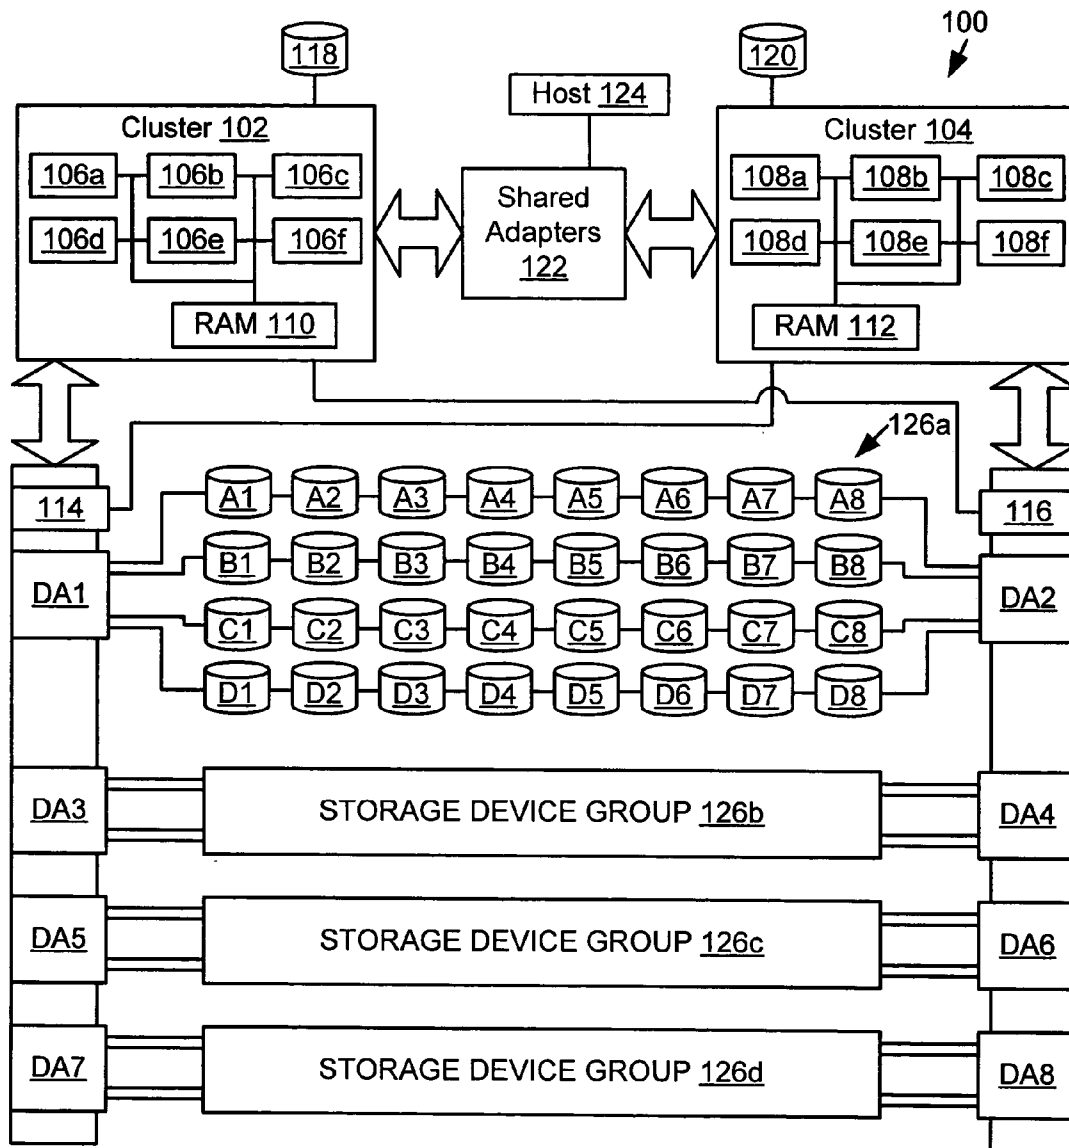 100
118
120
Host 124
Cluster 102
Cluster 104
106a 106b 106c
106d 106e 106f
RAM 110
Shared
Adapters
122
108a 108b 108c
108d 108e 108f
RAM 112
126a
114
116
A1 A2 A3 A4 A5 A6 A7 A8
B1 B2 B3 B4 B5 B6 B7 B8
DA1
DA2
C1 C2 C3 C4 C5 C6 C7 C8
D1 D2 D3 D4 D5 D6 D7 D8
DA3
STORAGE DEVICE GROUP 126b
DA4
DA5
STORAGE DEVICE GROUP 126c
DA6
DA7
STORAGE DEVICE GROUP 126d
DA8